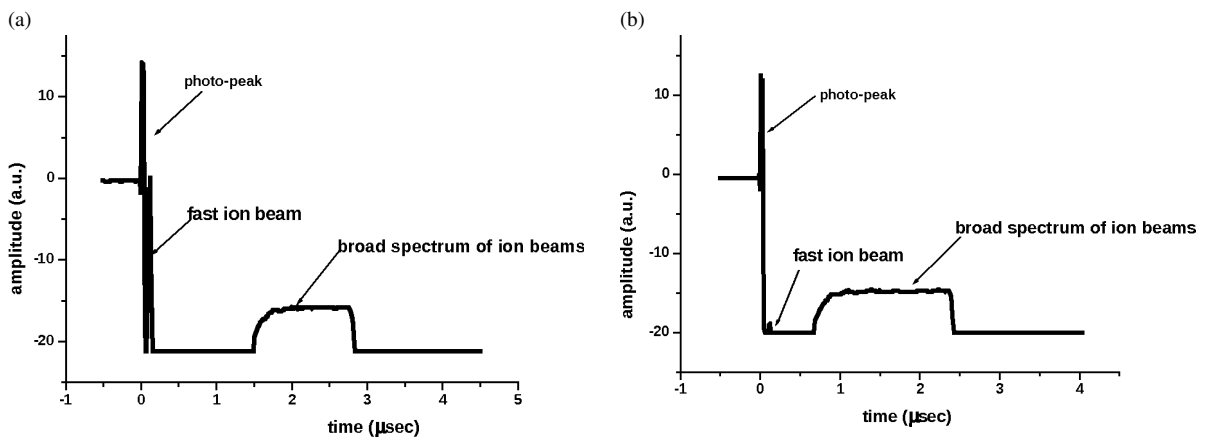 (a)
photo-peak
fast ion beam
broad spectrum of ion beams
amplitude (a.u.)
10
0
-10
-20
-1 0 1 2 3 4 5
time (μsec)
(b)
photo-peak
broad spectrum of ion beams
fast ion beam
amplitude (a.u.)
10
0
-10
-20
-1 0 1 2 3 4
time (μsec)